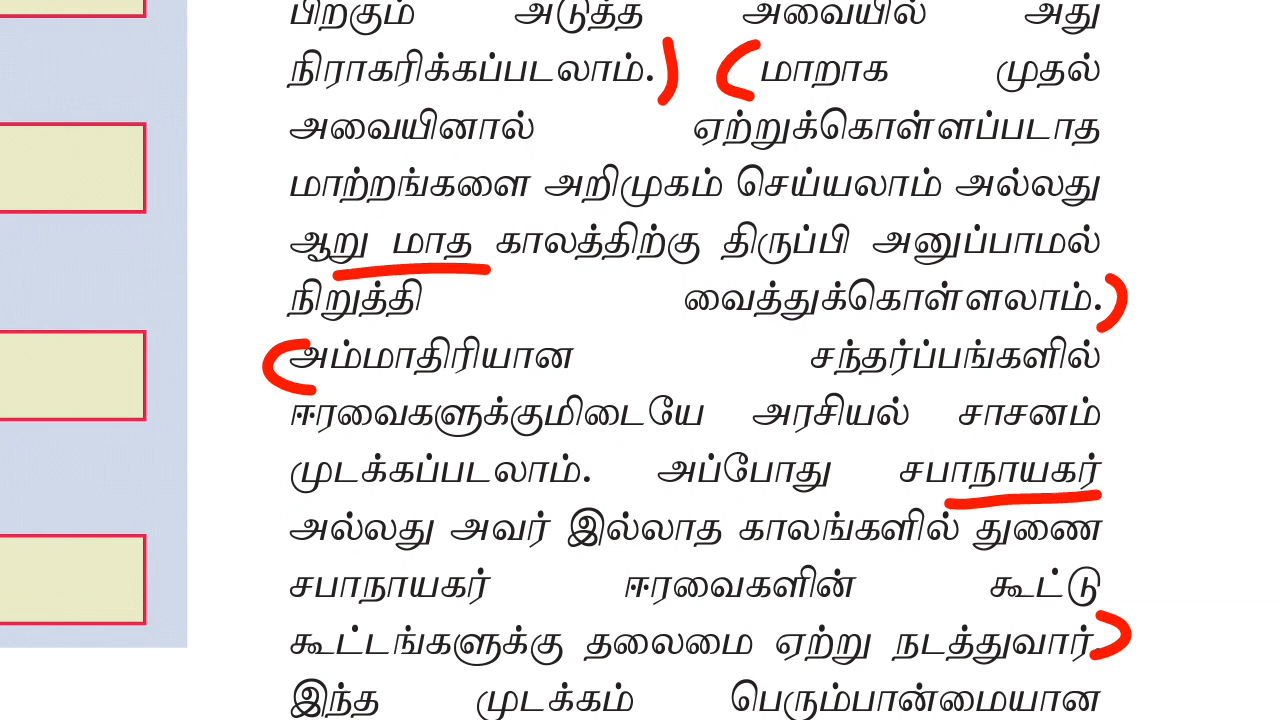 பிறகும் அடுத்த அவையில் அது
நிராகரிக்கப்படலாம். மாறாக முதல்
அவையினால் ஏற்றுக்கொள்ளப்படாத
மாற்றங்களை அறிமுகம் செய்யலாம் அல்லது
ஆறு மாத காலத்திற்கு திருப்பி அனுப்பாமல்
நிறுத்தி வைத்துக்கொள்ளலாம்.
அம்மாதிரியான சந்தர்ப்பங்களில்
ஈரவைகளுக்குமிடையே அரசியல் சாசனம்
முடக்கப்படலாம். அப்போது சபாநாயகர்
அல்லது அவர் இல்லாத காலங்களில் துணை
சபாநாயகர் ஈரவைகளின் கூட்டு
கூட்டங்களுக்கு தலைமை ஏற்று நடத்துவார்.
இந்த முடக்கம் பெரும்பான்மையான